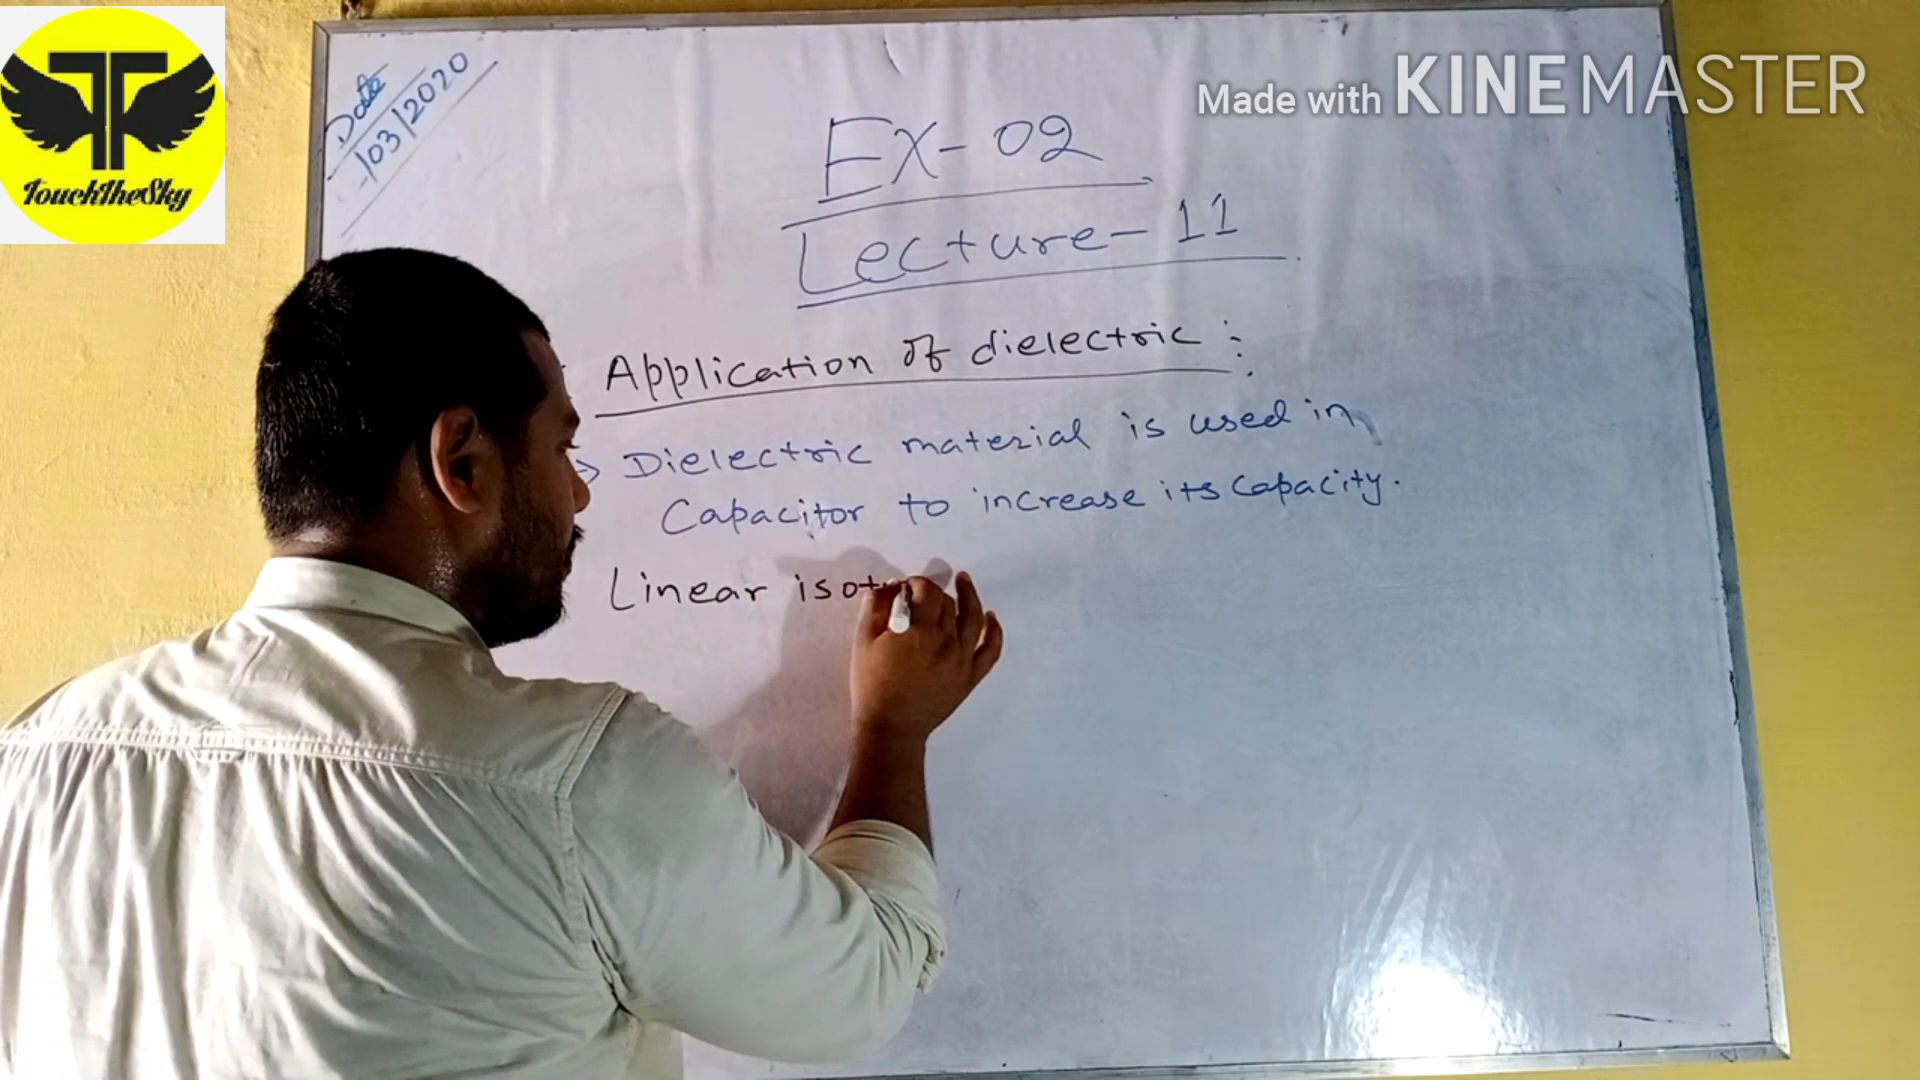 TouchTheSky
Date
-/03/2020
Made with KINEMASTER
EX-02
Lecture-11
Application of dielectric :
→ Dielectric material is used in
Capacitor to increase its capacity.
Linear isot